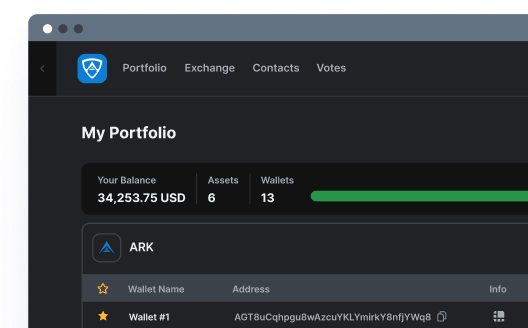 Portfolio Exchange Contacts Votes
My Portfolio
Your Balance Assets Wallets
34,253.75 USD 6 13
ARK
Wallet Name Address Info
Wallet #1 AGT8uCqhpgu8wAzcuYKLYmirkY8nfjYWq8